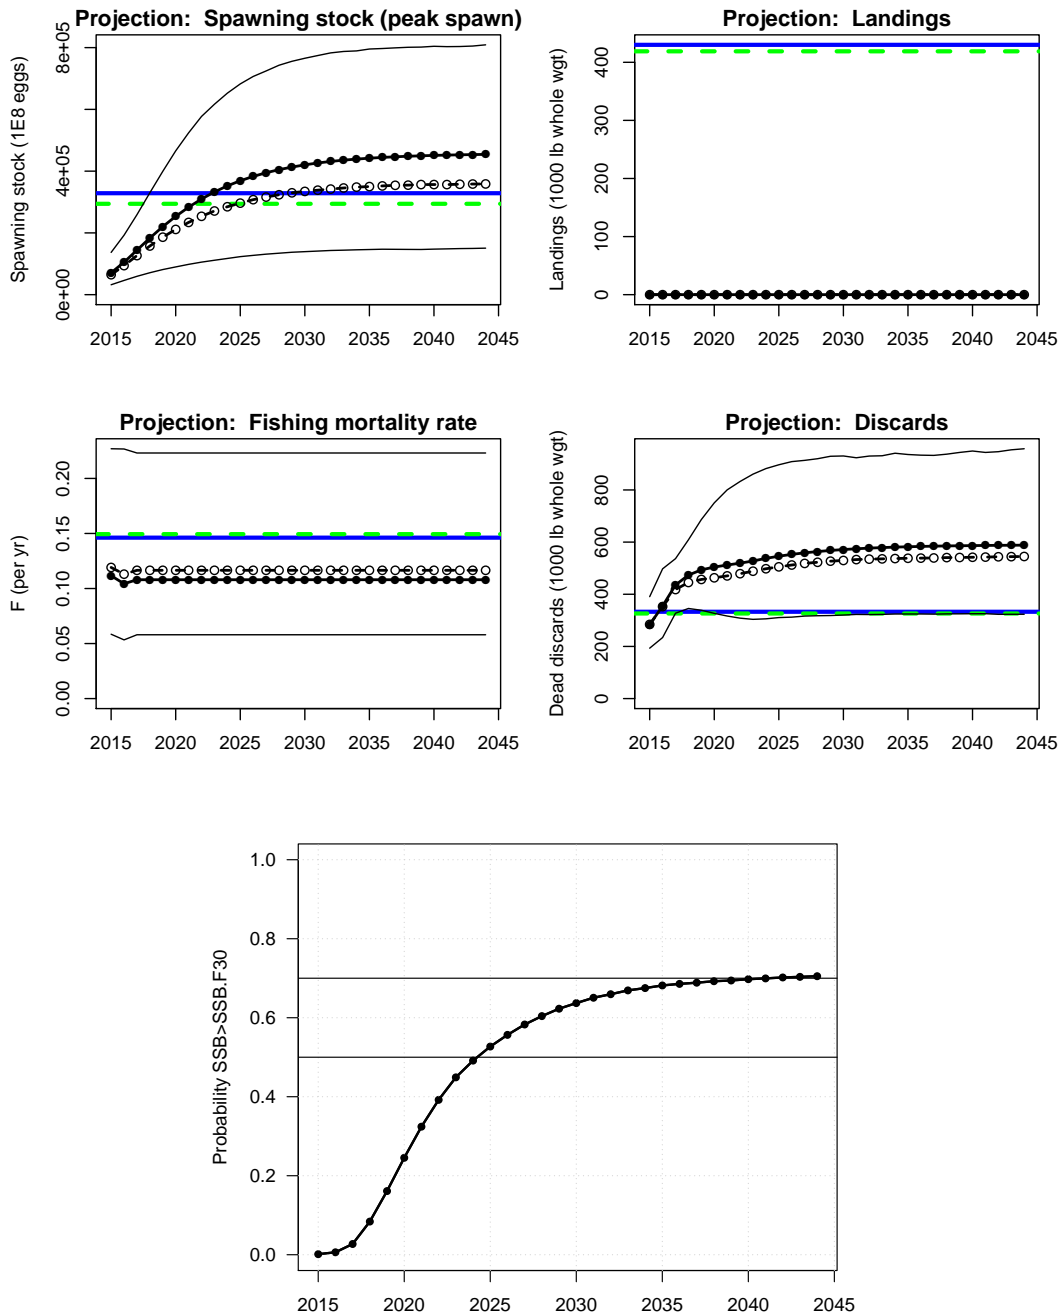 Projection: Spawning stock (peak spawn)
Spawning stock (1E8 eggs)
0e+00 4e+05 8e+05
2015 2020 2025 2030 2035 2040 2045
Projection: Landings
Landings (1000 lb whole wgt)
0 100 200 300 400
2015 2020 2025 2030 2035 2040 2045
Projection: Fishing mortality rate
F (per yr)
0.00 0.05 0.10 0.15 0.20
2015 2020 2025 2030 2035 2040 2045
Projection: Discards
Dead discards (1000 lb whole wgt)
0 200 400 600 800
2015 2020 2025 2030 2035 2040 2045
Probability SSB>SSB.F30
1.0
0.8
0.6
0.4
0.2
0.0
2015 2020 2025 2030 2035 2040 2045